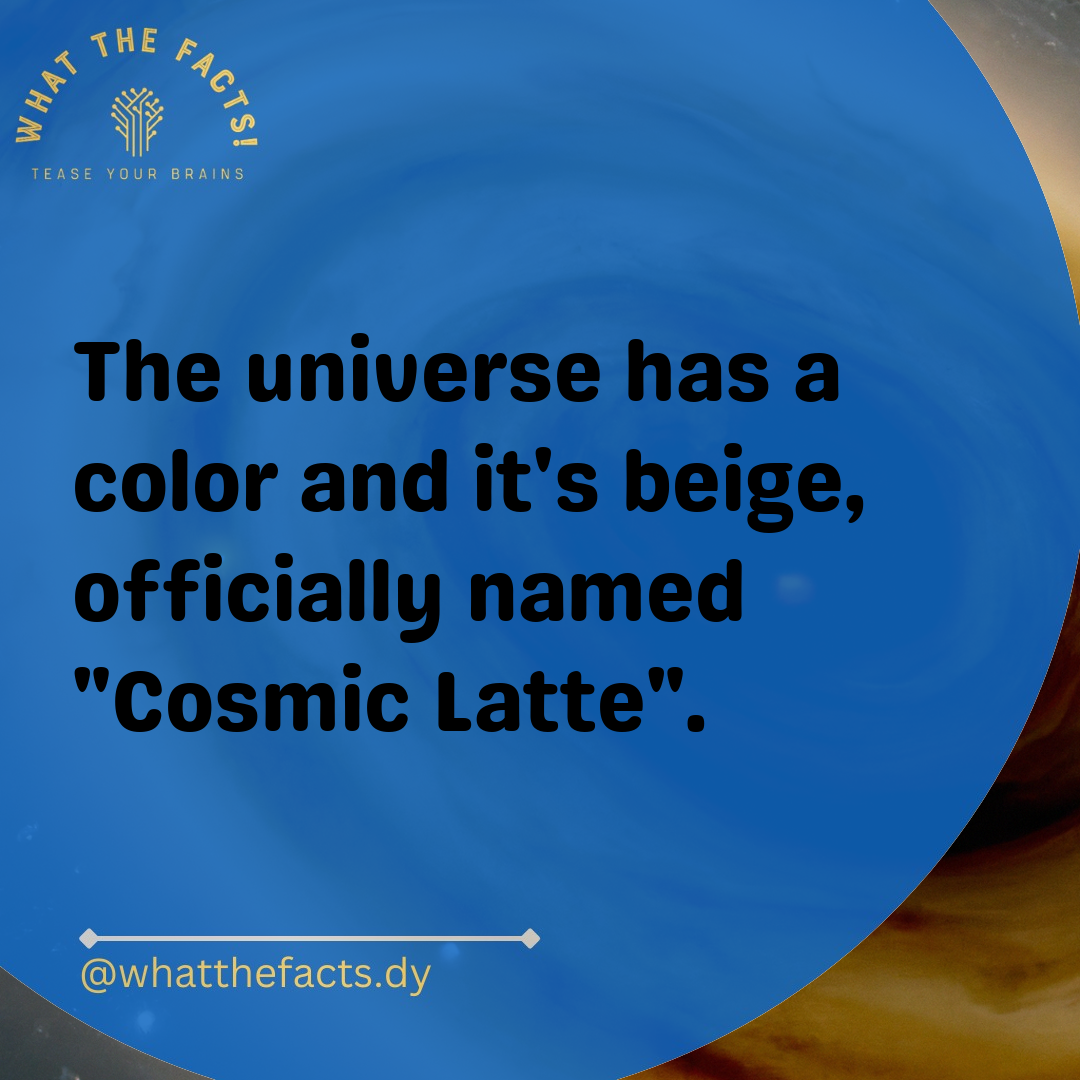 WHAT THE FACTS!
TEASE YOUR BRAINS
The universe has a
color and it's beige,
officially named
"Cosmic Latte".
@whatthefacts.dy